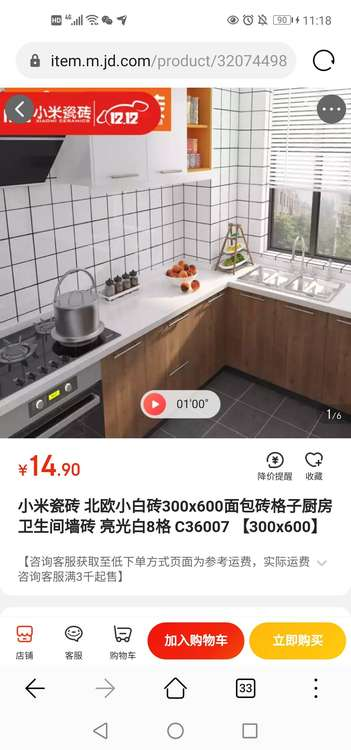 HD 4G 90 11:18
item.m.jd.com/product/32074498
小米瓷砖
XIAOMI CERAMICS
12.12
01'00"
1/6
¥14.90
降价提醒
收藏
小米瓷砖 北欧小白砖300x600面包砖格子厨房
卫生间墙砖 亮光白8格 C36007 【300x600】
【咨询客服获取至低下单方式页面为参考运费，实际运费
咨询客服满3千起售】
店铺
客服
购物车
加入购物车
立即购买
33